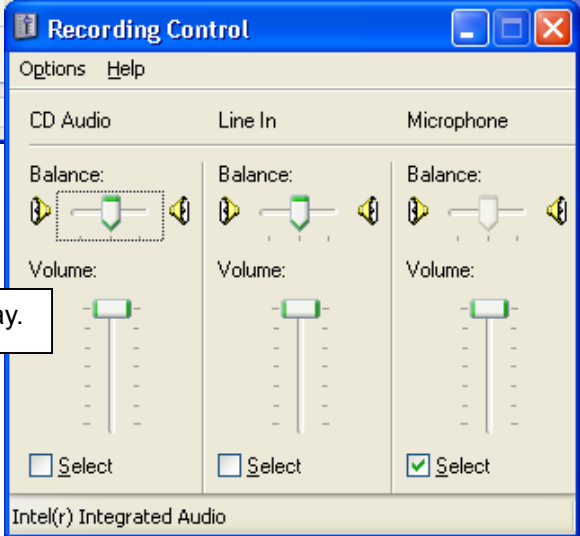 Recording Control
Options Help
CD Audio Line In Microphone
Balance: Balance: Balance:
Volume: Volume: Volume:
ay.
Select Select Select
Intel(r) Integrated Audio